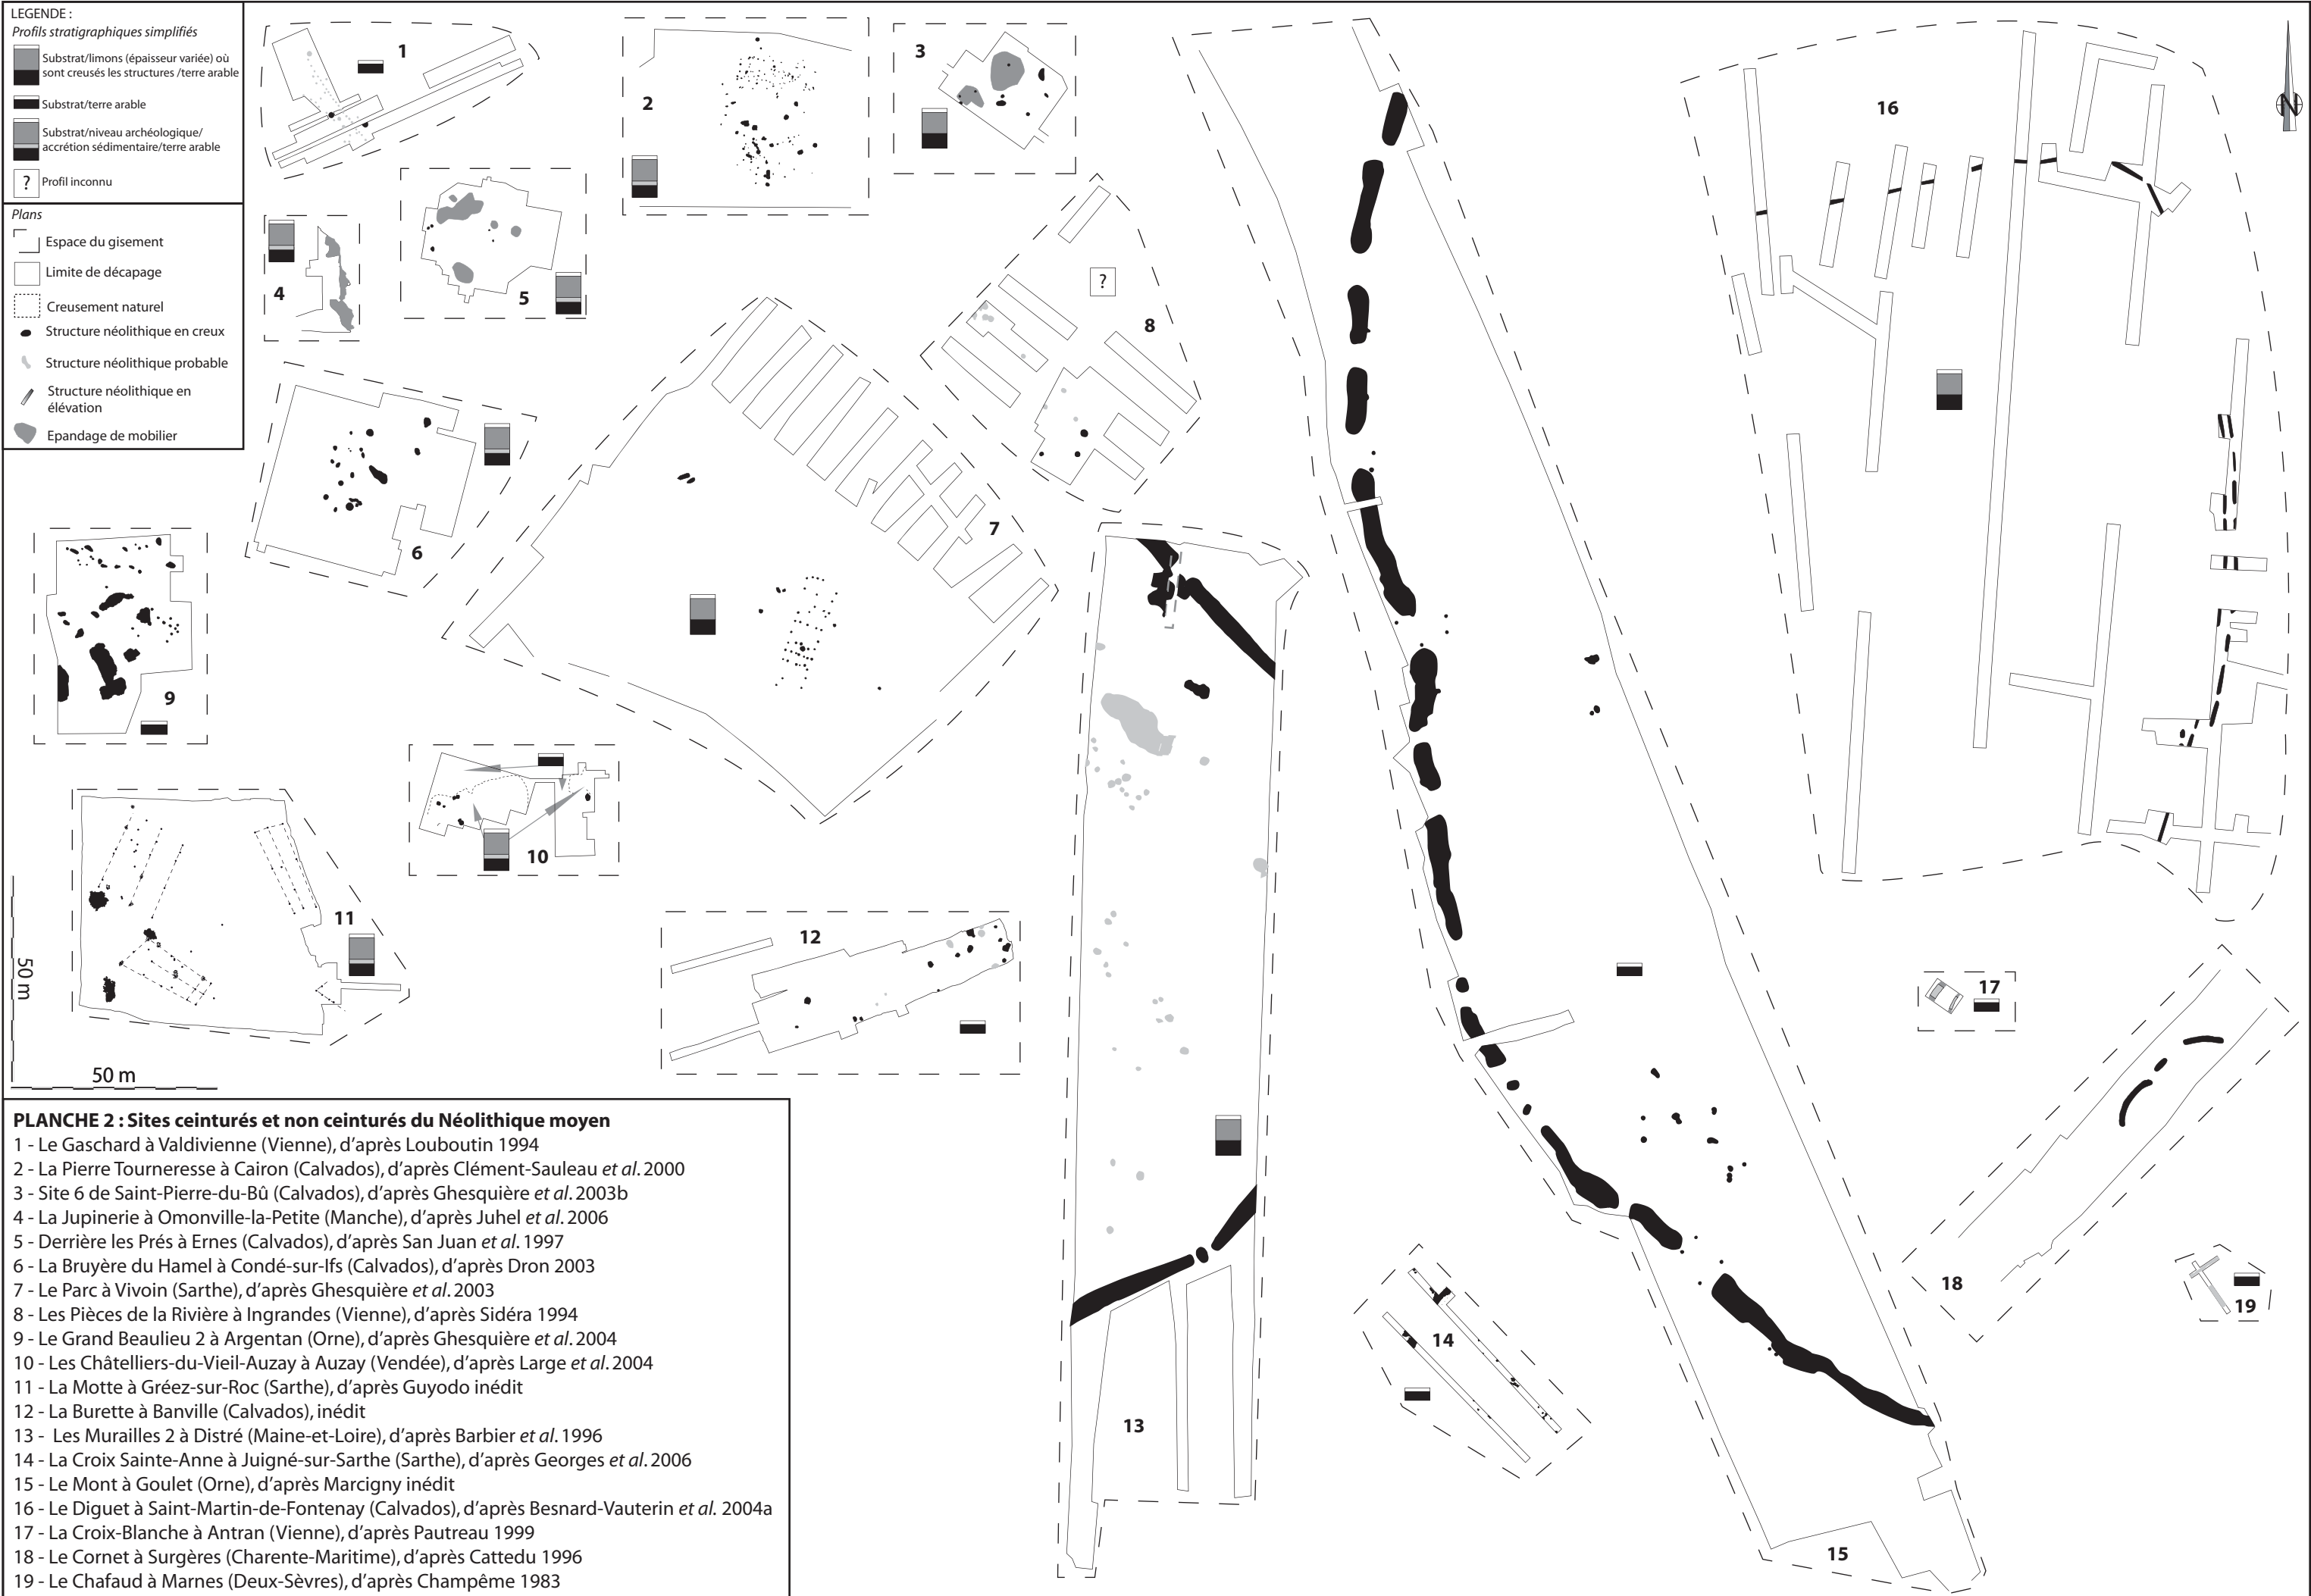 LEGENDE :
Profils stratigraphiques simplifiés
Substrat/limons (épaisseur variée) où
sont creusés les structures /terre arable
Substrat/terre arable
Substrat/niveau archéologique/
accrétion sédimentaire/terre arable
? Profil inconnu
Plans
Espace du gisement
Limite de décapage
Creusement naturel
Structure néolithique en creux
Structure néolithique probable
Structure néolithique en
élévation
Epandage de mobilier
1
2
3
4
5
6
7
8
?
9
10
11
12
13
14
15
16
17
18
19
N
50 m
50 m
PLANCHE 2 : Sites ceinturés et non ceinturés du Néolithique moyen
1 - Le Gaschard à Valdivienne (Vienne), d'après Louboutin 1994
2 - La Pierre Tourneresse à Cairon (Calvados), d'après Clément-Sauleau et al. 2000
3 - Site 6 de Saint-Pierre-du-Bû (Calvados), d'après Ghesquière et al. 2003b
4 - La Jupinerie à Omonville-la-Petite (Manche), d'après Juhel et al. 2006
5 - Derrière les Prés à Ernes (Calvados), d'après San Juan et al. 1997
6 - La Bruyère du Hamel à Condé-sur-Ifs (Calvados), d'après Dron 2003
7 - Le Parc à Vivoin (Sarthe), d'après Ghesquière et al. 2003
8 - Les Pièces de la Rivière à Ingrandes (Vienne), d'après Sidéra 1994
9 - Le Grand Beaulieu 2 à Argentan (Orne), d'après Ghesquière et al. 2004
10 - Les Châtelliers-du-Vieil-Auzay à Auzay (Vendée), d'après Large et al. 2004
11 - La Motte à Gréez-sur-Roc (Sarthe), d'après Guyodo inédit
12 - La Burette à Banville (Calvados), inédit
13 - Les Murailles 2 à Distré (Maine-et-Loire), d'après Barbier et al. 1996
14 - La Croix Sainte-Anne à Juigné-sur-Sarthe (Sarthe), d'après Georges et al. 2006
15 - Le Mont à Goulet (Orne), d'après Marcigny inédit
16 - Le Diguet à Saint-Martin-de-Fontenay (Calvados), d'après Besnard-Vauterin et al. 2004a
17 - La Croix-Blanche à Antran (Vienne), d'après Pautreau 1999
18 - Le Cornet à Surgères (Charente-Maritime), d'après Cattedu 1996
19 - Le Chafaud à Marnes (Deux-Sèvres), d'après Champême 1983